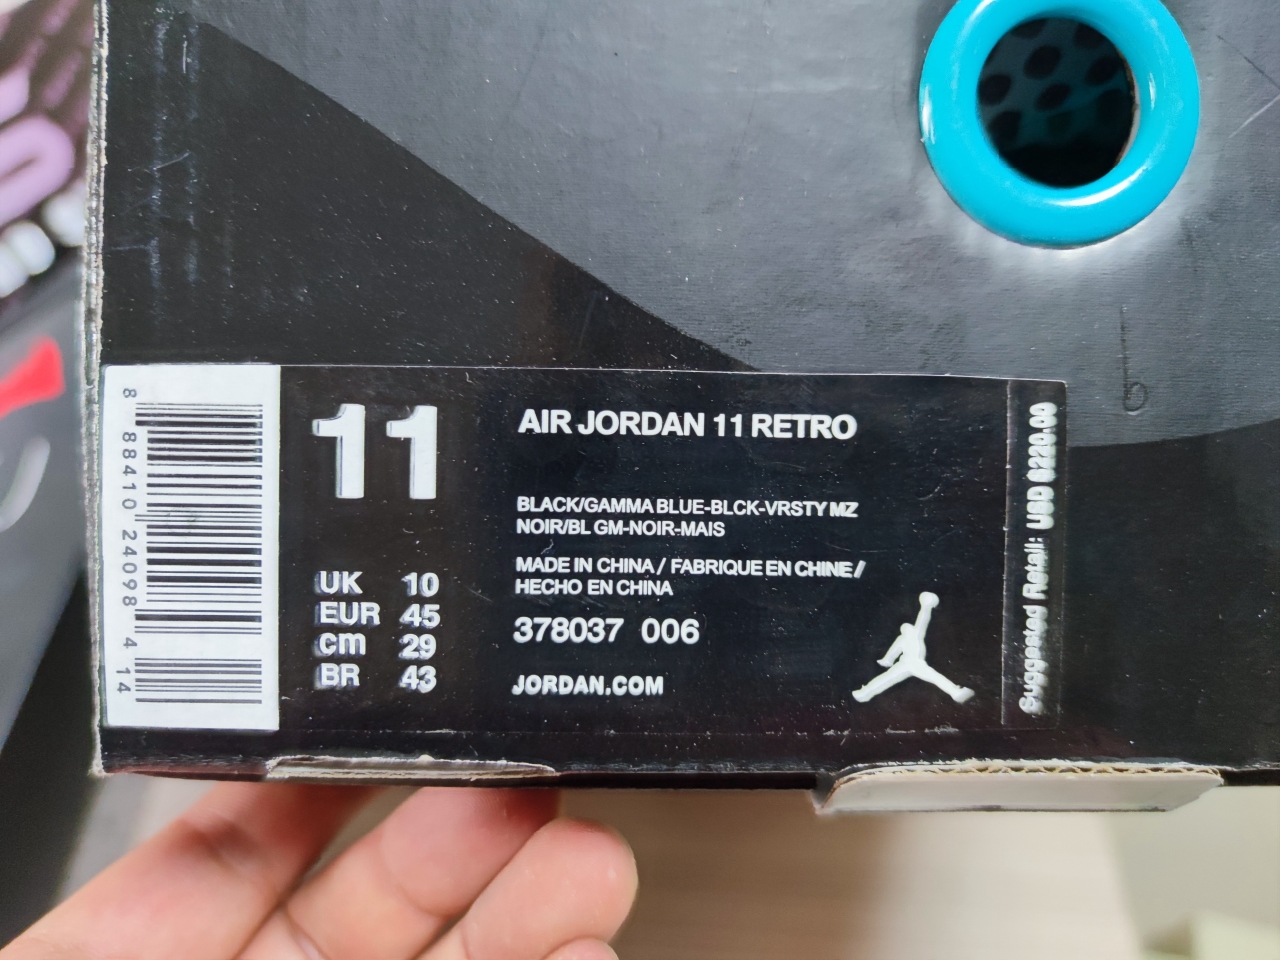 8
88410 24098 4
14
11
UK 10
EUR 45
cm 29
BR 43
AIR JORDAN 11 RETRO
BLACK/GAMMA BLUE-BLCK-VRSTY MZ
NOIR/BL GM-NOIR-MAIS
MADE IN CHINA / FABRIQUE EN CHINE /
HECHO EN CHINA
378037 006
JORDAN.COM
Suggested Retail: USD $220.00